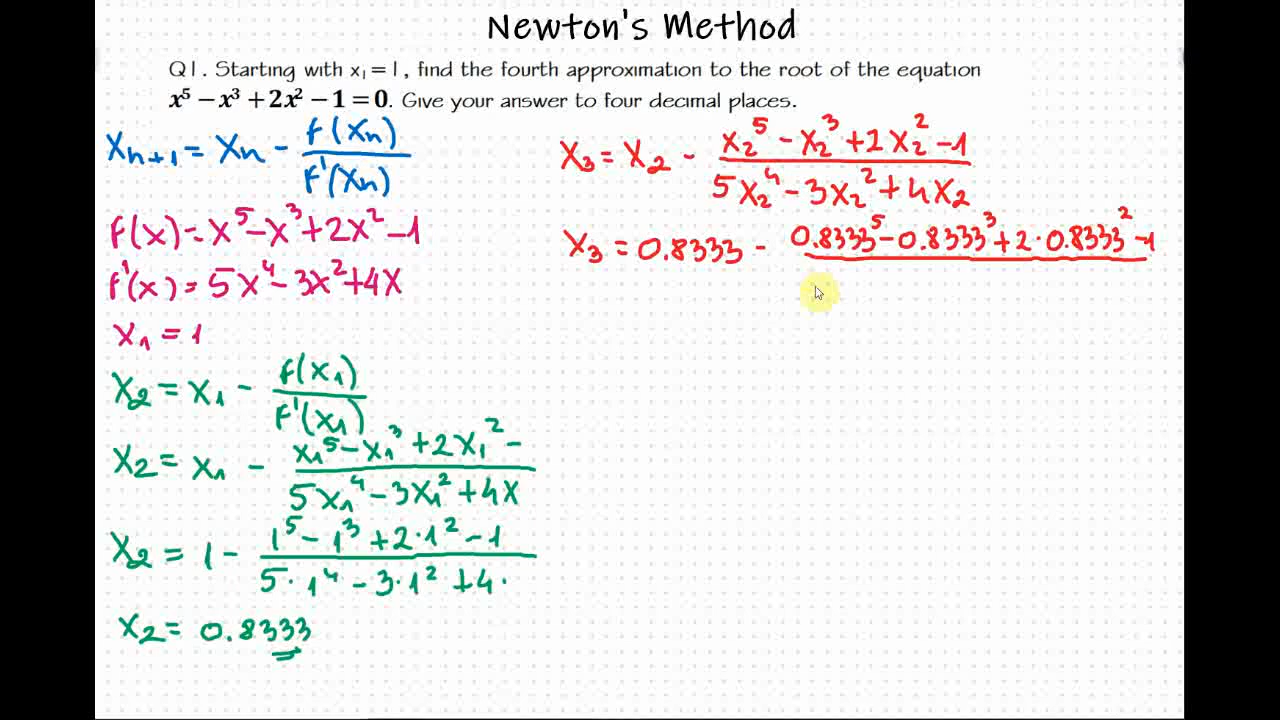 Newton's Method
Q1. Starting with x₁=1, find the fourth approximation to the root of the equation
x⁵ − x³ + 2x² − 1 = 0. Give your answer to four decimal places.
Xn+1 = Xn - f(Xn) / f'(Xn)
f(x) = x⁵ - x³ + 2x² - 1
f'(x) = 5x⁴ - 3x² + 4x
x₁ = 1
x₂ = x₁ - f(x₁) / f'(x₁)
x₂ = x₁ - x₁⁵ - x₁³ + 2x₁² - / 5x₁⁴ - 3x₁² + 4x
x₂ = 1 - 1⁵ - 1³ + 2·1² - 1 / 5·1⁴ - 3·1² + 4·
x₂ = 0.8333
x₃ = x₂ - x₂⁵ - x₂³ + 2x₂² - 1 / 5x₂⁴ - 3x₂² + 4x₂
x₃ = 0.8333 - 0.8333⁵ - 0.8333³ + 2·0.8333² - 1